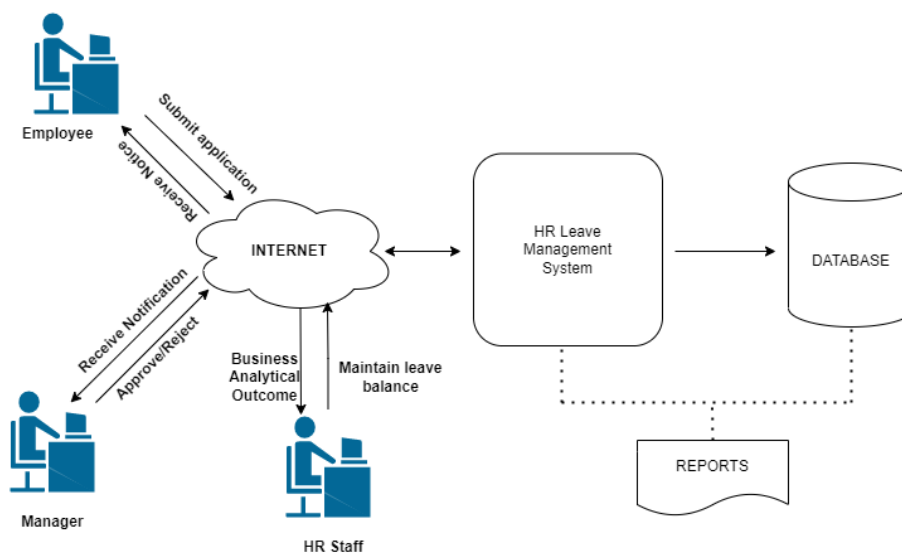 Employee
Submit application
Receive Notice
INTERNET
HR Leave
Management
System
DATABASE
Receive Notification
Approve/Reject
Business
Analytical
Outcome
Maintain leave
balance
REPORTS
Manager
HR Staff